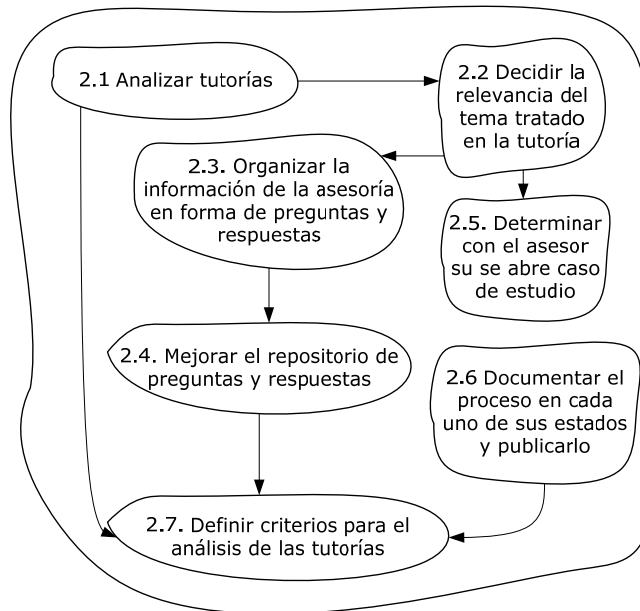 2.1 Analizar tutorías
2.2 Decidir la
relevancia del
tema tratado
en la tutoría
2.3. Organizar la
información de la asesoría
en forma de preguntas y
respuestas
2.5. Determinar
con el asesor
su se abre caso
de estudio
2.4. Mejorar el repositorio de
preguntas y respuestas
2.6 Documentar el
proceso en cada
uno de sus estados
y publicarlo
2.7. Definir criterios para el
análisis de las tutorías